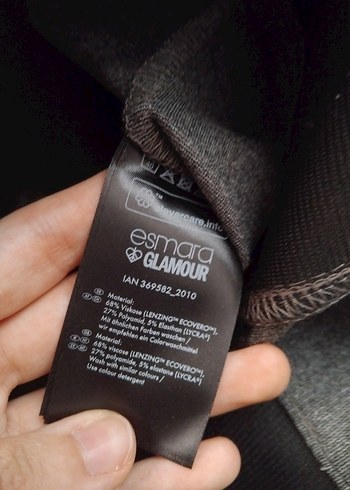 clevercare.info
esmara
GLAMOUR
IAN 369582_2010
Material:
68% Viskose (LENZING™ ECOVERO™),
27% Polyamid, 5% Elasthan (LYCRA®)
Mit ähnlichen Farben waschen /
wir empfehlen ein Colorwaschmittel
Material:
68% viscose (LENZING™ ECOVERO™),
27% polyamide, 5% elastane (LYCRA®)
Wash with similar colours /
Use colour detergent